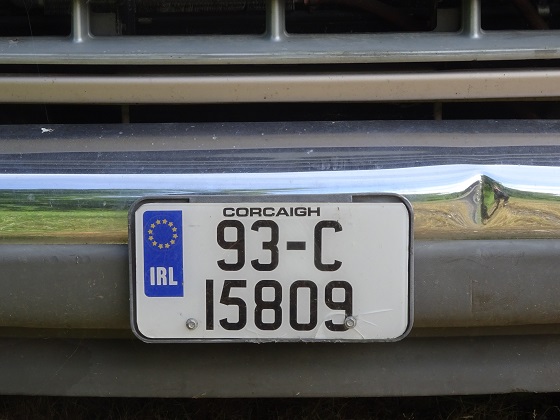 CORCAIGH
93-C
IRL
15809